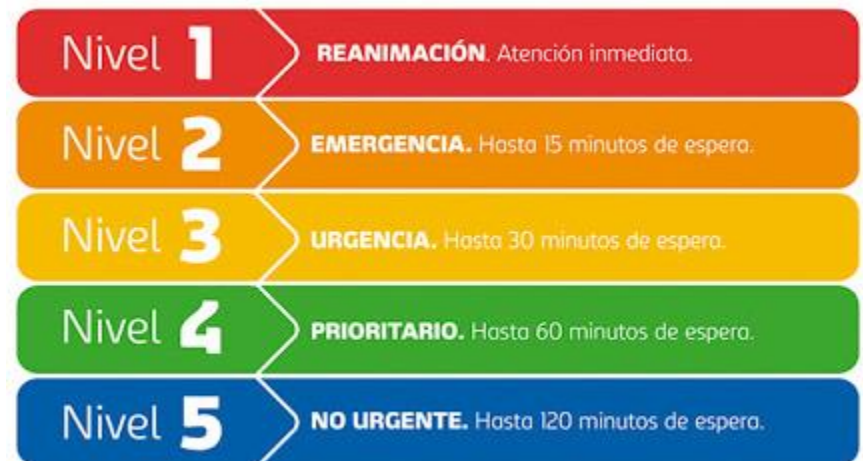 Nivel 1 REANIMACIÓN. Atención inmediata.
Nivel 2 EMERGENCIA. Hasta 15 minutos de espera.
Nivel 3 URGENCIA. Hasta 30 minutos de espera.
Nivel 4 PRIORITARIO. Hasta 60 minutos de espera.
Nivel 5 NO URGENTE. Hasta 120 minutos de espera.